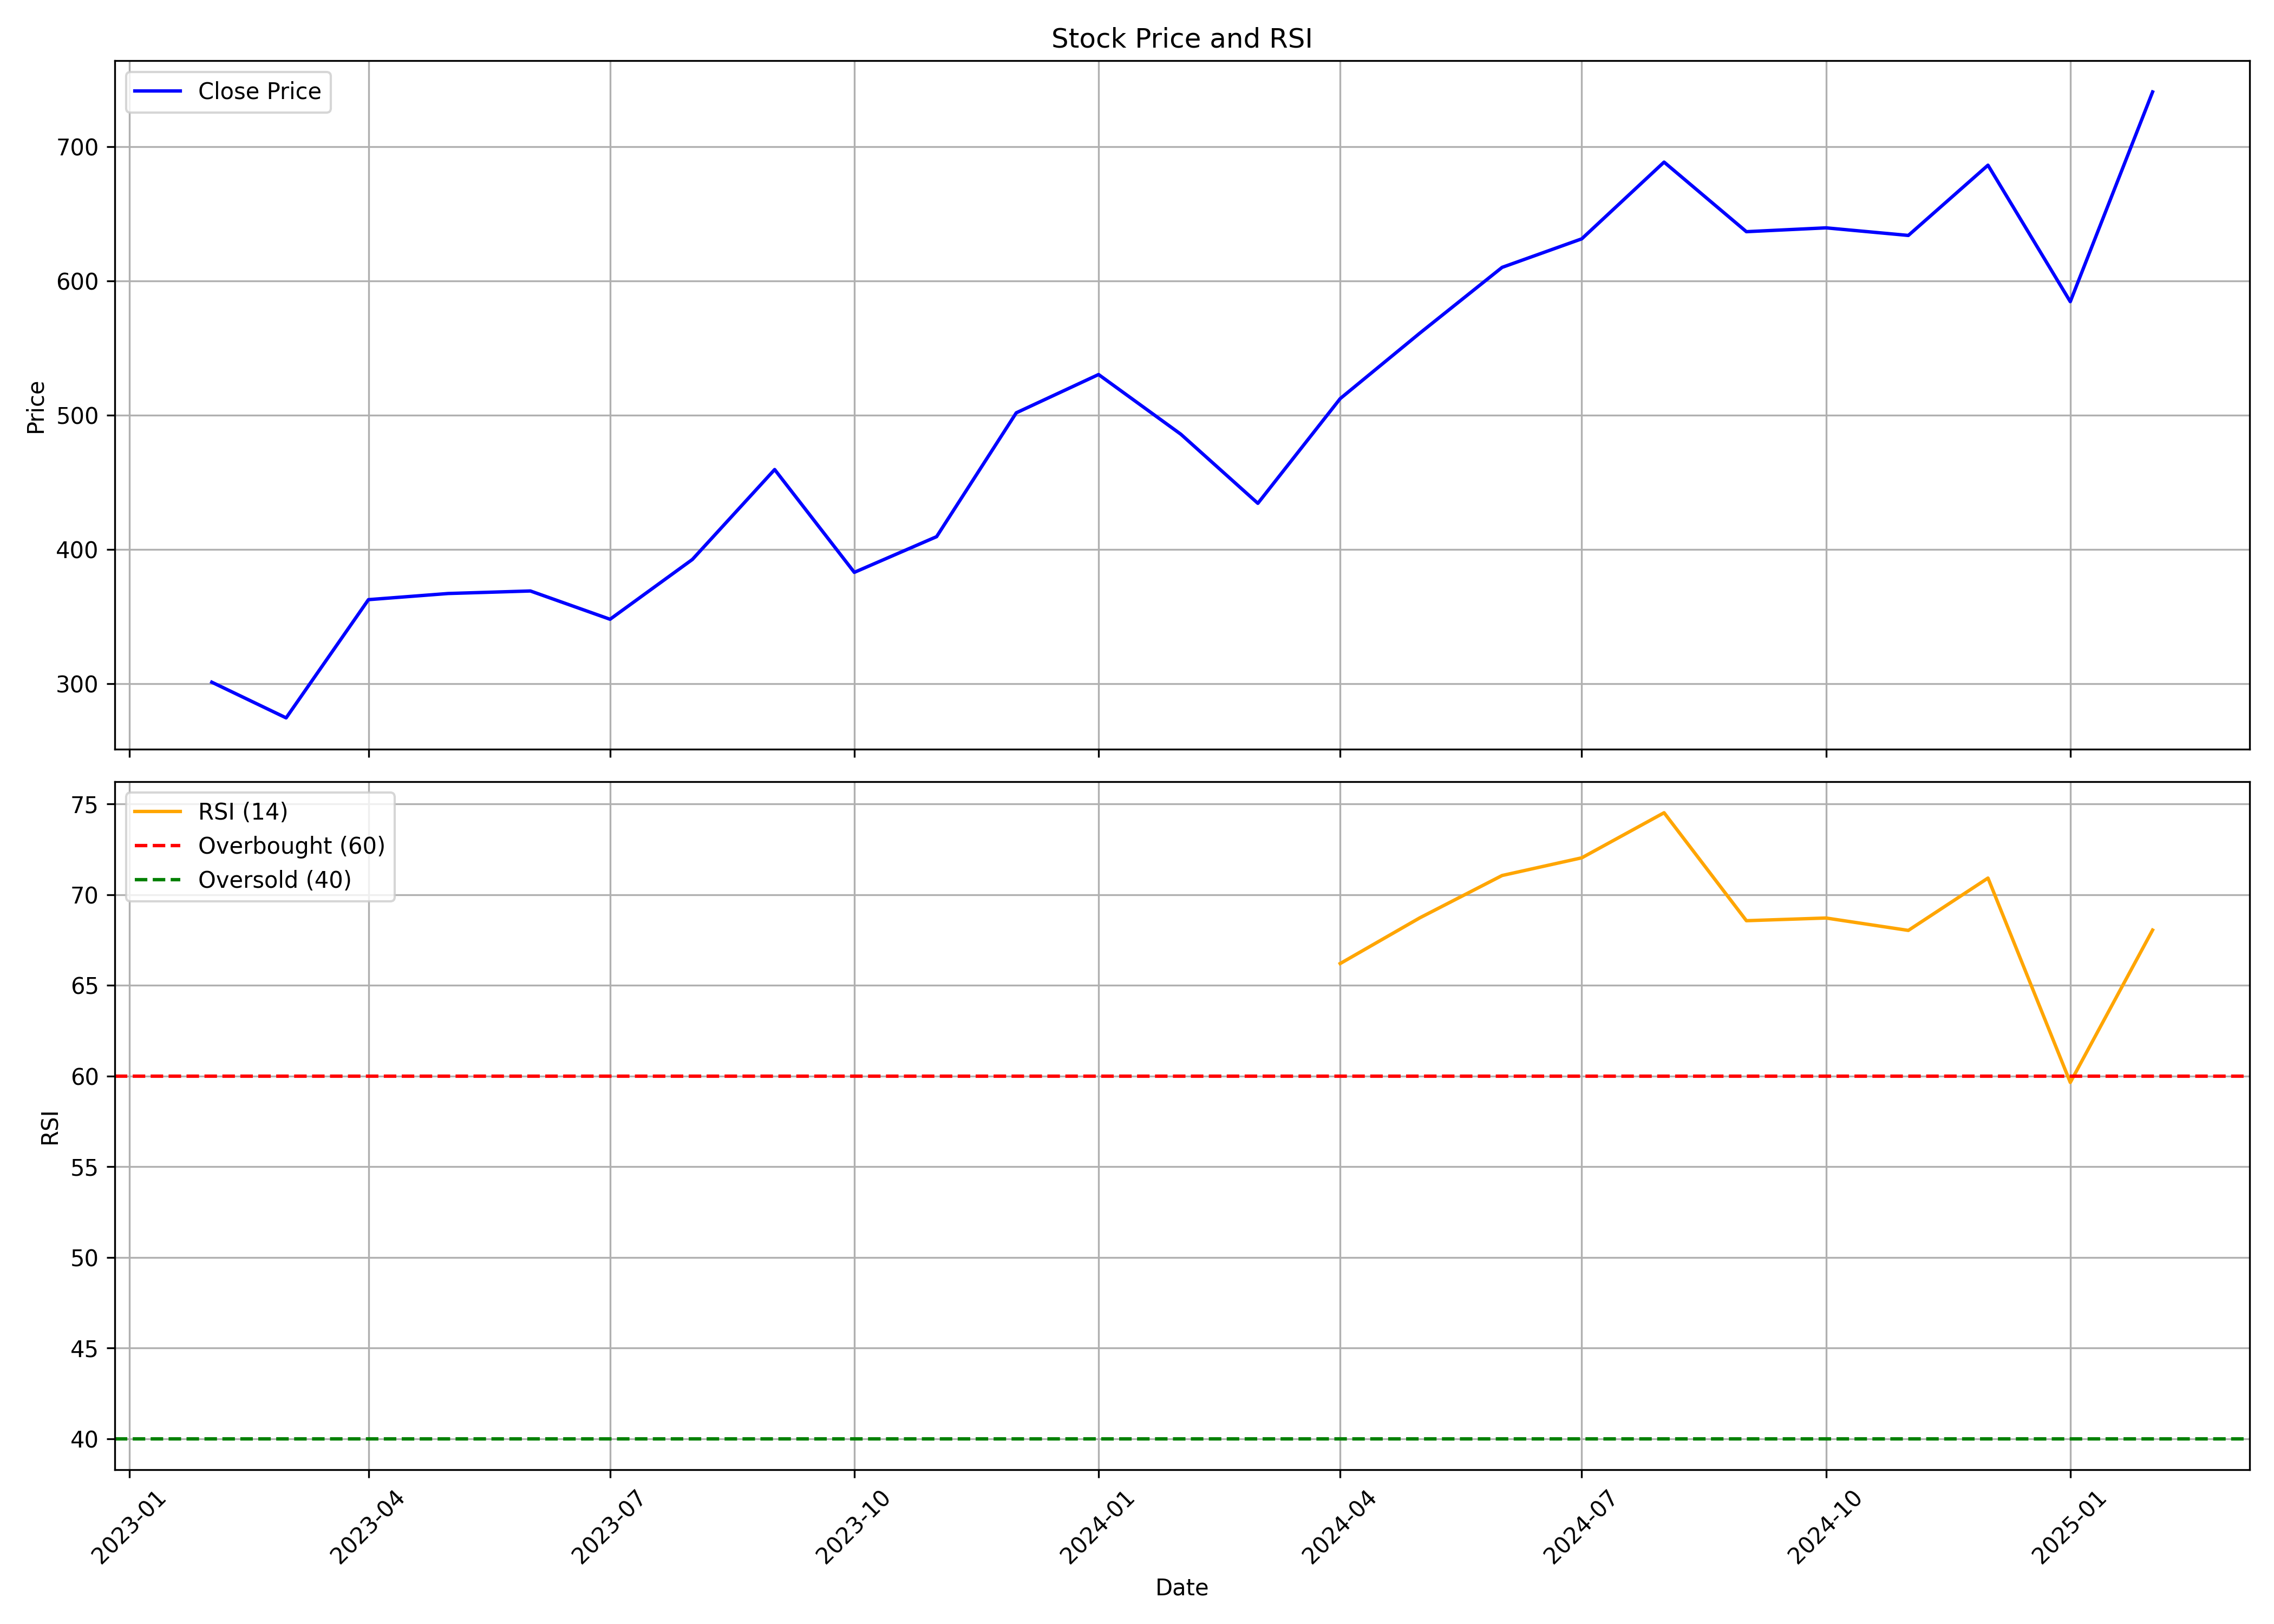 Stock Price and RSI
Close Price
Price
700
600
500
400
300
RSI (14)
Overbought (60)
Oversold (40)
RSI
75
70
65
60
55
50
45
40
2023-01
2023-04
2023-07
2023-10
2024-01
2024-04
2024-07
2024-10
2025-01
Date